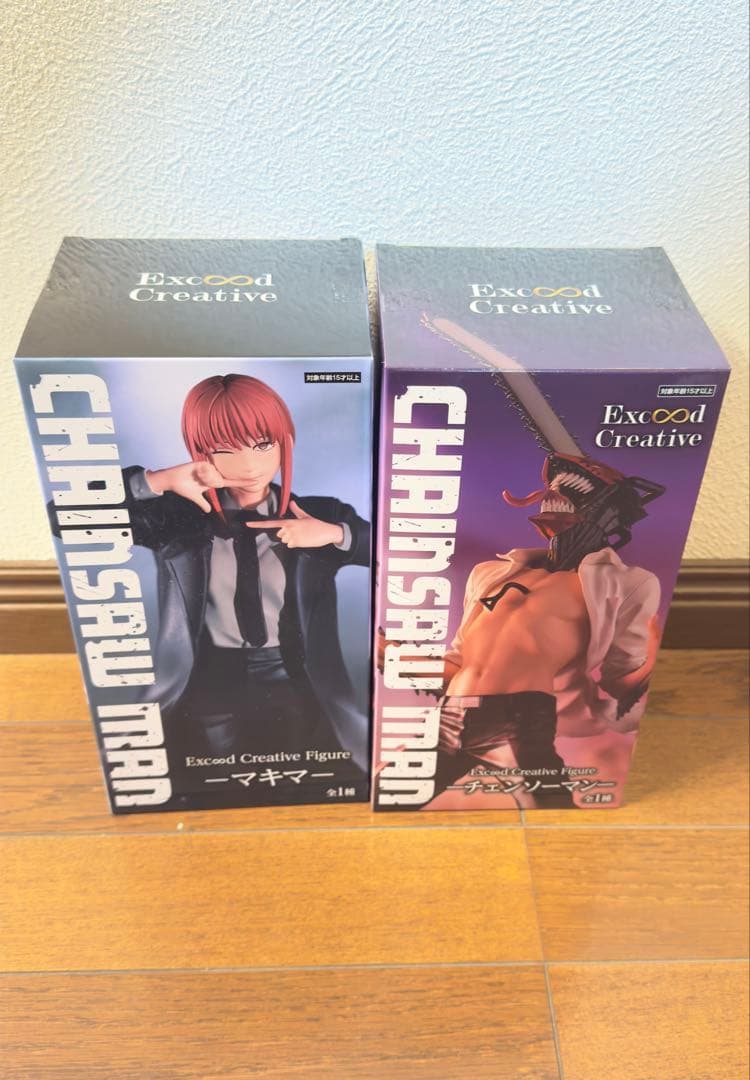 Exc∞d
Creative
対象年齢15才以上
CHAINSAW MAN
Exc∞d Creative Figure
ーマキマー
全1種
Exc∞d
Creative
対象年齢15才以上
Exc∞d
Creative
CHAINSAW MAN
Exc∞d Creative Figure
ーチェンソーマンー
全1種